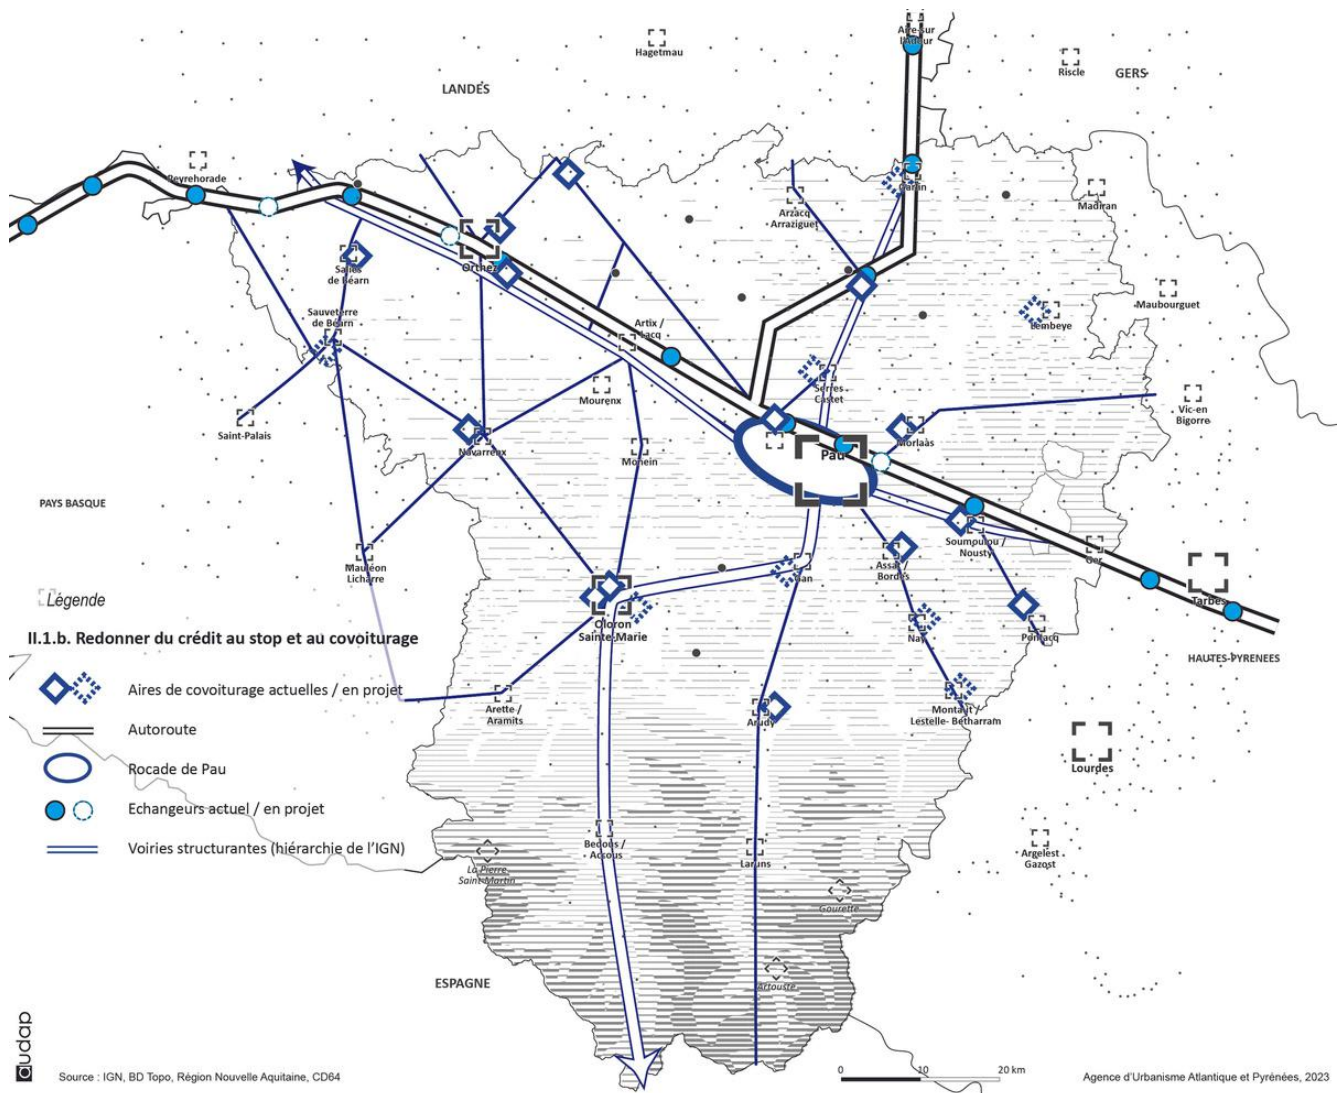 Aire-sur
l'Adour
Hagetmau
Riscle
GERS
LANDES
Peyrehorade
Garlin
Madiran
Arzacq
Arraziguet
Orthez
Salies
de Béarn
Maubourguet
Sauveterre
de Béarn
Artix /
Lacq
Lembeye
Serres
Castet
Mourenx
Vic-en
Bigorre
Saint-Palais
Morlaàs
Navarrenx
Monein
Pau
PAYS BASQUE
Soumoulou /
Nousty
Ger
Mauléon
Licharre
Gan
Assat /
Bordes
Tarbes
Légende
Oloron
Sainte-Marie
Nay
Pontacq
II.1.b. Redonner du crédit au stop et au covoiturage
HAUTES-PYRENEES
Aires de covoiturage actuelles / en projet
Arette /
Aramits
Arudy
Montaut /
Lestelle- Betharram
Autoroute
Lourdes
Rocade de Pau
Echangeurs actuel / en projet
Voiries structurantes (hiérarchie de l'IGN)
Bedous /
Accous
Laruns
Argelest
Gazost
La Pierre
Saint-Martin
Gourette
Artouste
ESPAGNE
audap
Source : IGN, BD Topo, Région Nouvelle Aquitaine, CD64
0 10 20 km
Agence d'Urbanisme Atlantique et Pyrénées, 2023